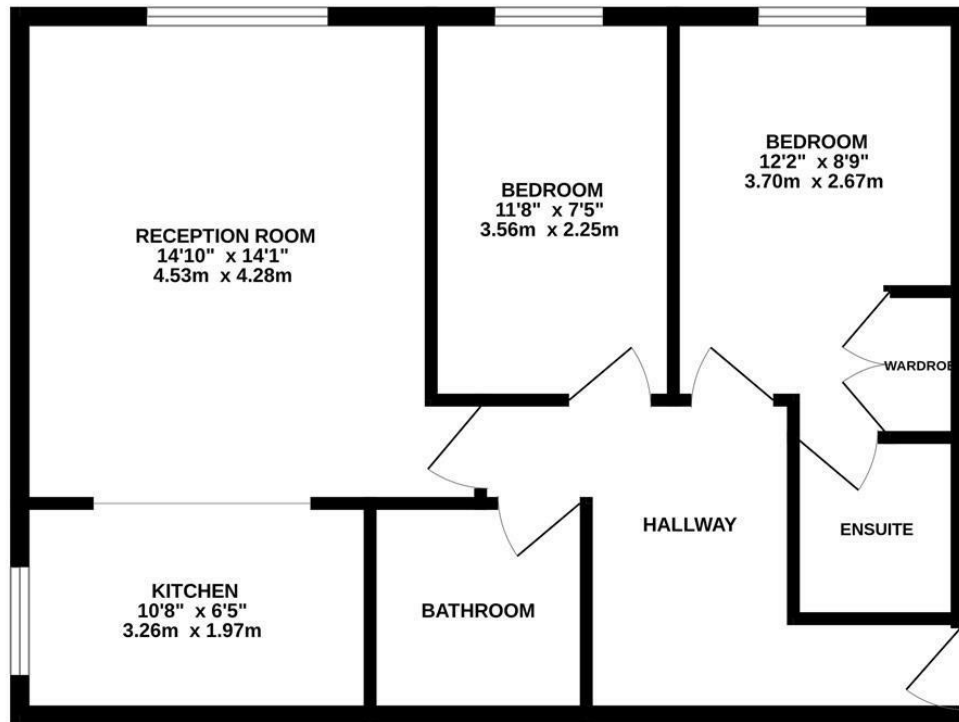 RECEPTION ROOM
14'10" x 14'1"
4.53m x 4.28m
BEDROOM
11'8" x 7'5"
3.56m x 2.25m
BEDROOM
12'2" x 8'9"
3.70m x 2.67m
WARDROB
HALLWAY
ENSUITE
KITCHEN
10'8" x 6'5"
3.26m x 1.97m
BATHROOM